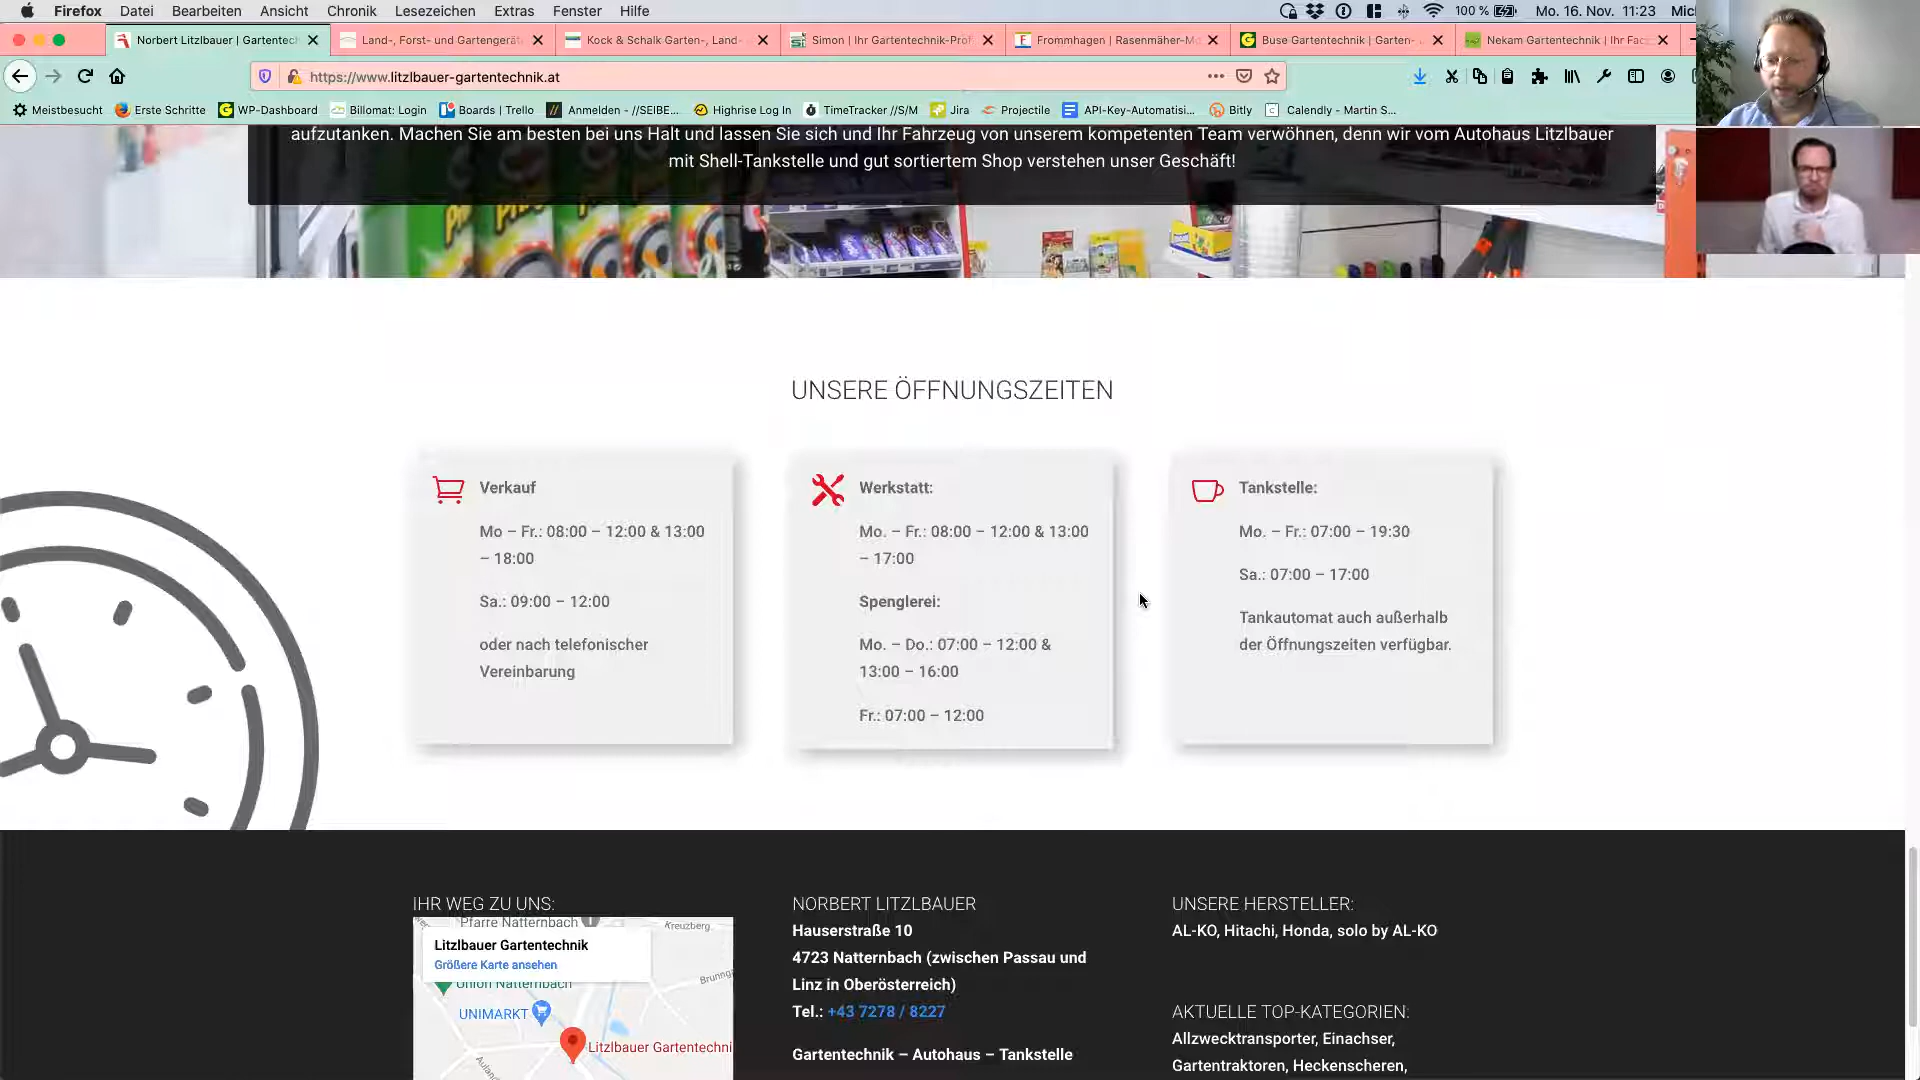 Firefox Datei Bearbeiten Ansicht Chronik Lesezeichen Extras Fenster Hilfe 100 % Mo. 16. Nov. 11:23 Mic
Norbert Litzlbauer | Gartentech Land-, Forst- und Gartengerät Kock & Schalk Garten-, Land- Simon | Ihr Gartentechnik-Prof Frommhagen | Rasenmäher-Mo Buse Gartentechnik | Garten- Nekam Gartentechnik | Ihr Fac
https://www.litzlbauer-gartentechnik.at
Meistbesucht Erste Schritte WP-Dashboard Billomat: Login Boards | Trello Anmelden - //SEIBE... Highrise Log In TimeTracker //S/M Jira Projectile API-Key-Automatisi... Bitly Calendly - Martin S...
aufzutanken. Machen Sie am besten bei uns Halt und lassen Sie sich und Ihr Fahrzeug von unserem kompetenten Team verwöhnen, denn wir vom Autohaus Litzlbauer
mit Shell-Tankstelle und gut sortiertem Shop verstehen unser Geschäft!
UNSERE ÖFFNUNGSZEITEN
Verkauf
Mo – Fr.: 08:00 – 12:00 & 13:00
– 18:00
Sa.: 09:00 – 12:00
oder nach telefonischer
Vereinbarung
Werkstatt:
Mo. – Fr.: 08:00 – 12:00 & 13:00
– 17:00
Spenglerei:
Mo. – Do.: 07:00 – 12:00 &
13:00 – 16:00
Fr.: 07:00 – 12:00
Tankstelle:
Mo. – Fr.: 07:00 – 19:30
Sa.: 07:00 – 17:00
Tankautomat auch außerhalb
der Öffnungszeiten verfügbar.
IHR WEG ZU UNS:
Pfarre Natternbach
Kreuzberg
Litzlbauer Gartentechnik
Größere Karte ansehen
Union Natternbach
Brunnga
UNIMARKT
Litzlbauer Gartentechni
NORBERT LITZLBAUER
Hauserstraße 10
4723 Natternbach (zwischen Passau und
Linz in Oberösterreich)
Tel.: +43 7278 / 8227
Gartentechnik – Autohaus – Tankstelle
UNSERE HERSTELLER:
AL-KO, Hitachi, Honda, solo by AL-KO
AKTUELLE TOP-KATEGORIEN:
Allzwecktransporter, Einachser,
Gartentraktoren, Heckenscheren,